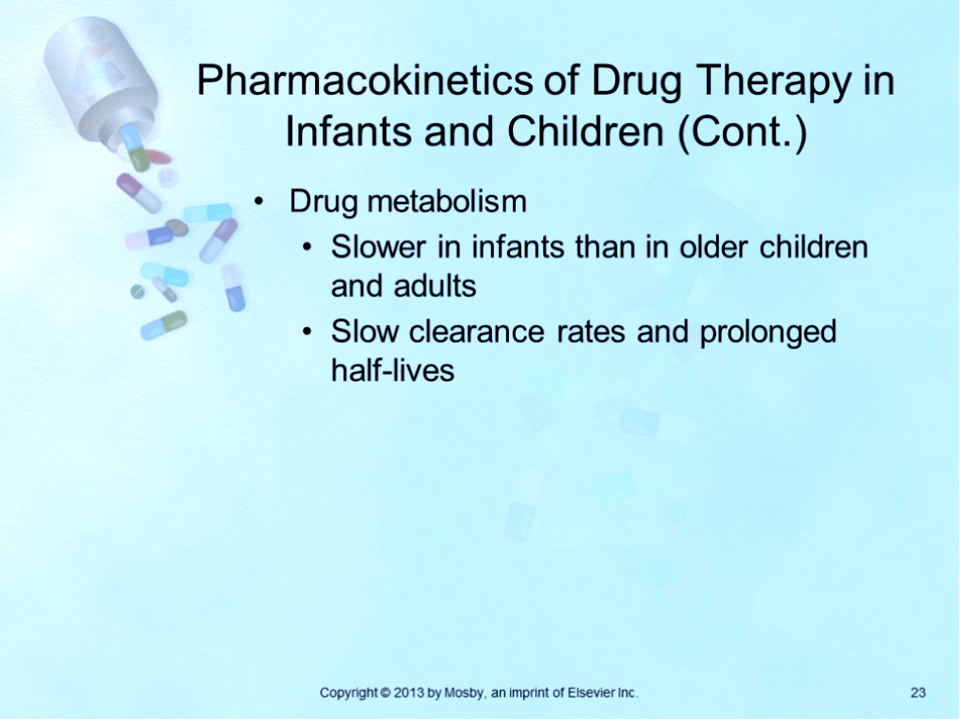 Pharmacokinetics of Drug Therapy in
Infants and Children (Cont.)
• Drug metabolism
• Slower in infants than in older children
and adults
• Slow clearance rates and prolonged
half-lives
Copyright © 2013 by Mosby, an imprint of Elsevier Inc.
23